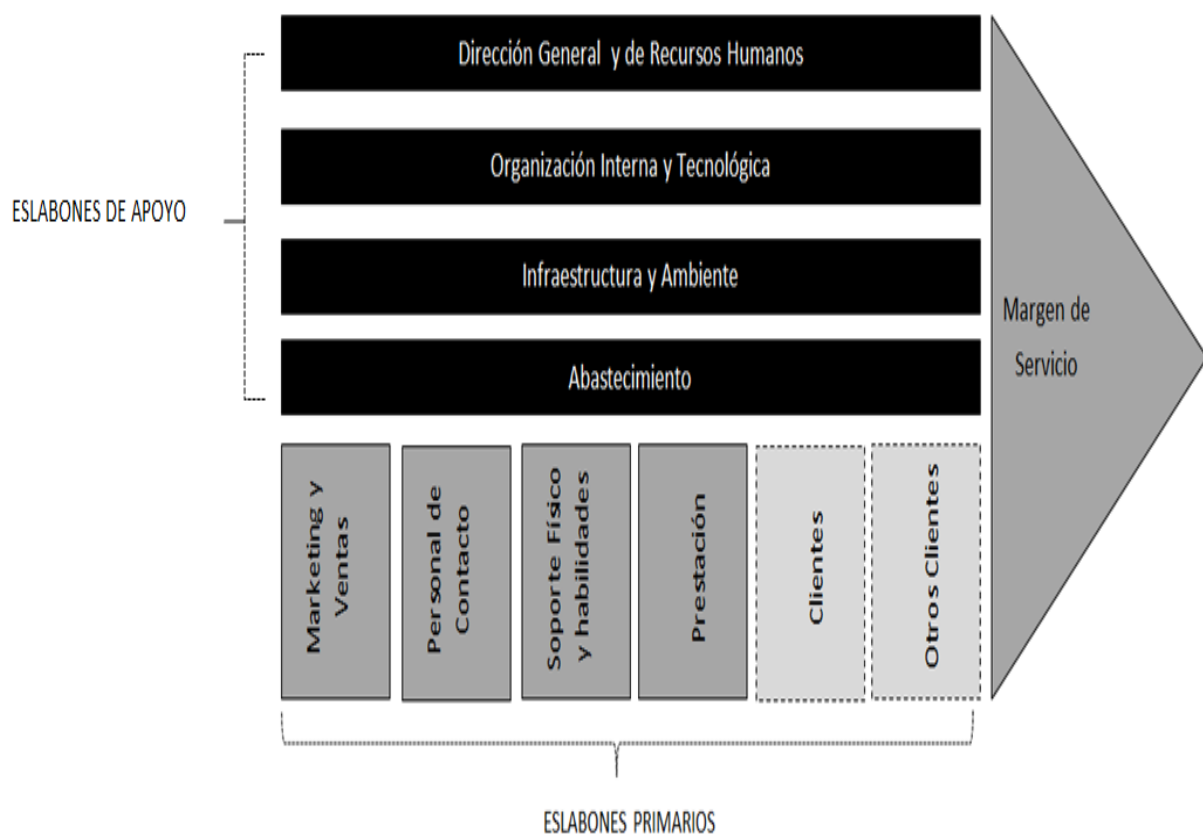 Dirección General y de Recursos Humanos
Organización Interna y Tecnológica
ESLABONES DE APOYO
Infraestructura y Ambiente
Margen de
Servicio
Abastecimiento
Marketing y
Ventas
Personal de
Contacto
Soporte Físico
y habilidades
Prestación
Clientes
Otros Clientes
ESLABONES PRIMARIOS